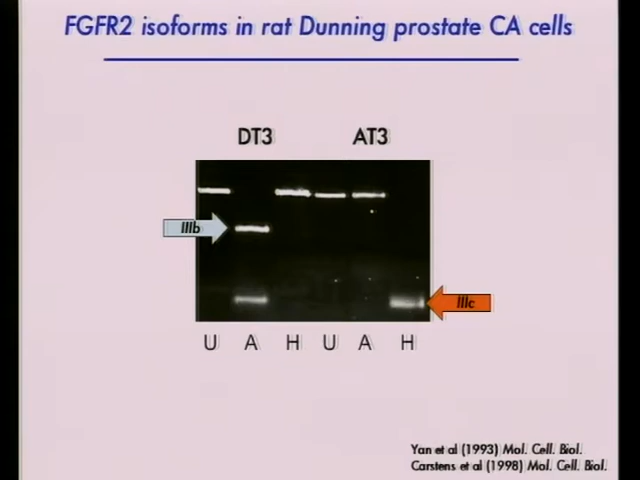 FGFR2 isoforms in rat Dunning prostate CA cells
DT3 AT3
IIIb
IIIc
U A H U A H
Yan et al (1993) Mol. Cell. Biol.
Carstens et al (1998) Mol. Cell. Biol.